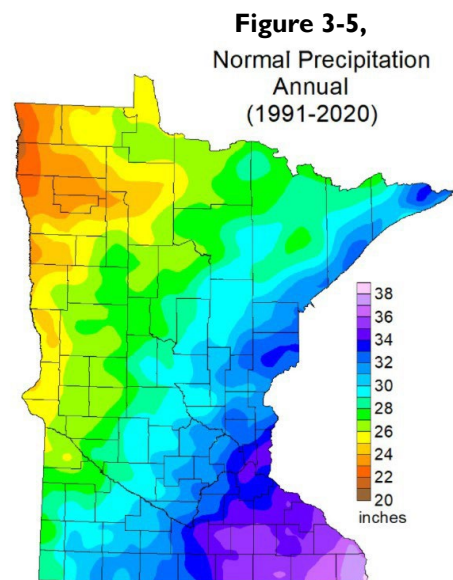 Figure 3-5,
Normal Precipitation
Annual
(1991-2020)
38
36
34
32
30
28
26
24
22
20
inches